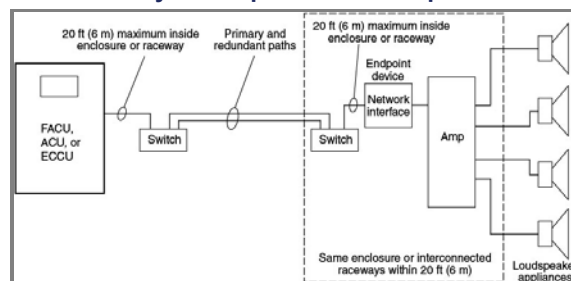 20 ft (6 m) maximum inside
enclosure or raceway
Primary and
redundant paths
20 ft (6 m) maximum inside
enclosure or raceway
Endpoint
device
Network
interface
FACU,
ACU, or
ECCU
Switch
Switch
Amp
Same enclosure or interconnected
raceways within 20 ft (6 m)
Loudspeaker
appliances